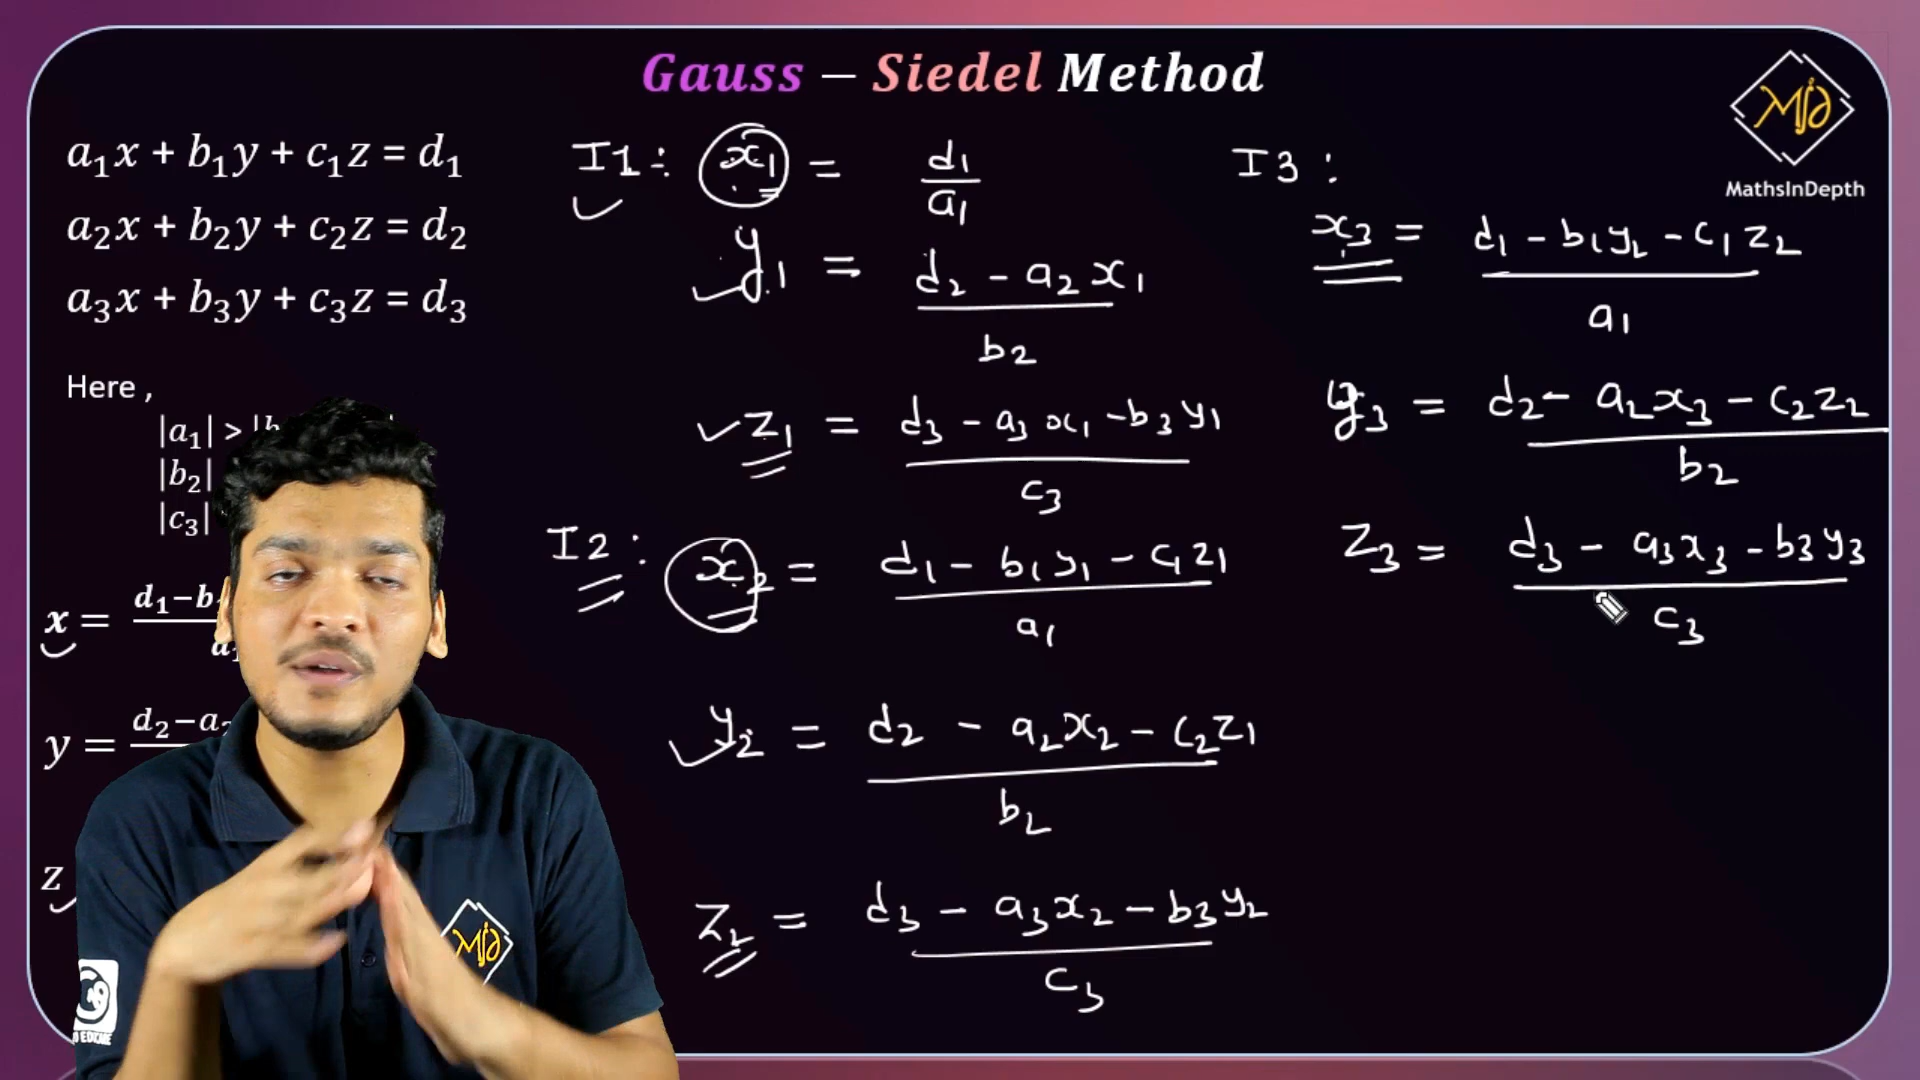 Gauss – Siedel Method
MathsInDepth
a₁x + b₁y + c₁z = d₁
a₂x + b₂y + c₂z = d₂
a₃x + b₃y + c₃z = d₃
Here ,
|a₁| > |b
|b₂|
|c₃|
x = d₁−b
y = d₂−a₂
z
I1 : x₁ = d₁ / a₁
y₁ = d₂ - a₂x₁ / b₂
z₁ = d₃ - a₃x₁ - b₃y₁ / c₃
I2 : x₂ = d₁ - b₁y₁ - c₁z₁ / a₁
y₂ = d₂ - a₂x₂ - c₂z₁ / b₂
z₂ = d₃ - a₃x₂ - b₃y₂ / c₃
I3 :
x₃ = d₁ - b₁y₂ - c₁z₂ / a₁
y₃ = d₂ - a₂x₃ - c₂z₂ / b₂
z₃ = d₃ - a₃x₃ - b₃y₃ / c₃